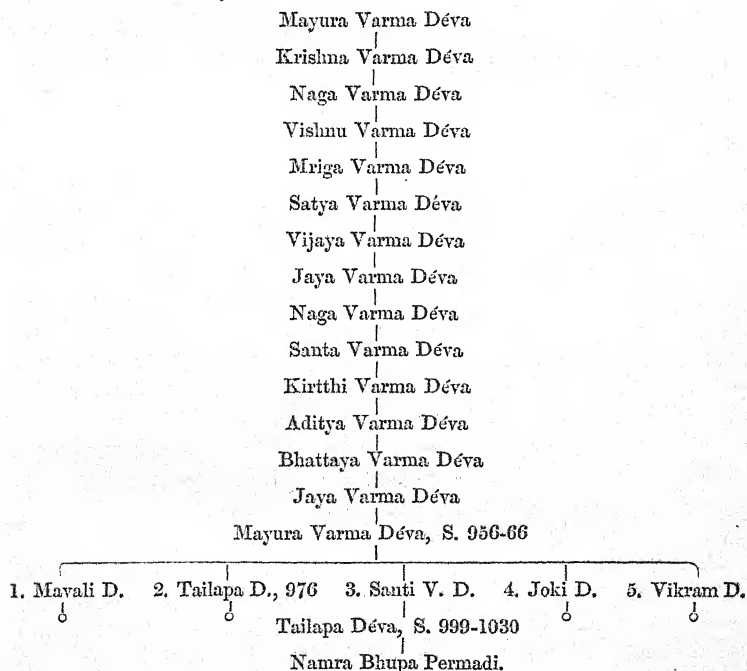 Mayura Varma Déva
Krishna Varma Déva
Naga Varma Déva
Vishnu Varma Déva
Mriga Varma Déva
Satya Varma Déva
Vijaya Varma Déva
Jaya Varma Déva
Naga Varma Déva
Santa Varma Déva
Kirtthi Varma Déva
Aditya Varma Déva
Bhattaya Varma Déva
Jaya Varma Déva
Mayura Varma Déva, S. 956-66
1. Mavali D. 2. Tailapa D., 976 3. Santi V. D. 4. Joki D. 5. Vikram D.
Tailapa Déva, S. 999-1030
Namra Bhupa Permadi.